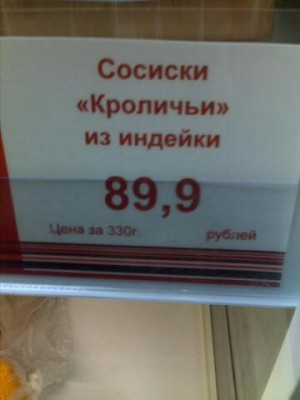 Сосиски
«Кроличьи»
из индейки
89,9
Цена за 330г. рублей